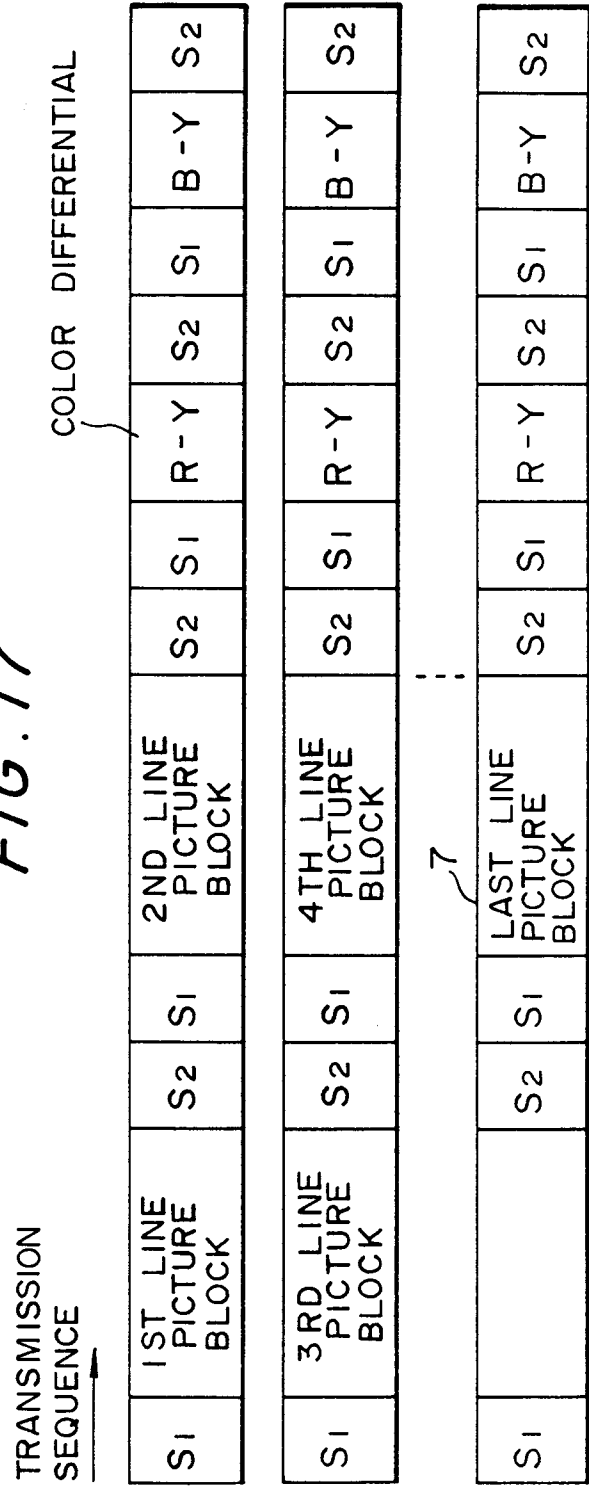 FIG. 17
TRANSMISSION
SEQUENCE
COLOR DIFFERENTIAL
S1
1ST LINE
PICTURE
BLOCK
S2
S1
2ND LINE
PICTURE
BLOCK
S2
S1
R-Y
S2
S1
B-Y
S2
S1
3RD LINE
PICTURE
BLOCK
S2
S1
4TH LINE
PICTURE
BLOCK
S2
S1
R-Y
S2
S1
B-Y
S2
7
S1
S2
S1
LAST LINE
PICTURE
BLOCK
S2
S1
R-Y
S2
S1
B-Y
S2